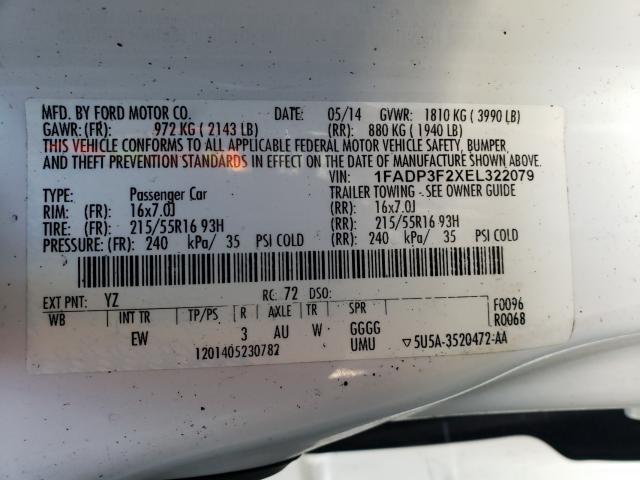 MFD. BY FORD MOTOR CO. DATE: 05/14 GVWR: 1810 KG ( 3990 LB)
GAWR: (FR) 972 KG ( 2143 LB) (RR) 880 KG ( 1940 LB)
THIS VEHICLE CONFORMS TO ALL APPLICABLE FEDERAL MOTOR VEHICLE SAFETY, BUMPER,
AND THEFT PREVENTION STANDARDS IN EFFECT ON THE DATE OF MANUFACTURE SHOWN ABOVE.
VIN: 1FADP3F2XEL322079
TYPE: Passenger Car TRAILER TOWING - SEE OWNER GUIDE
RIM: (FR) 16x7.0J (RR) 16x7.0J
TIRE: (FR) 215/55R16 93H (RR) 215/55R16 93H
PRESSURE: (FR) 240 kPa/ 35 PSI COLD (RR) 240 kPa/ 35 PSI COLD
EXT PNT: YZ RC: 72 DSO: F0096
WB INT TR TP/PS R AXLE TR SPR R0068
EW 3 AU W GGGG
1201405230782 UMU ▽5U5A-3520472-AA